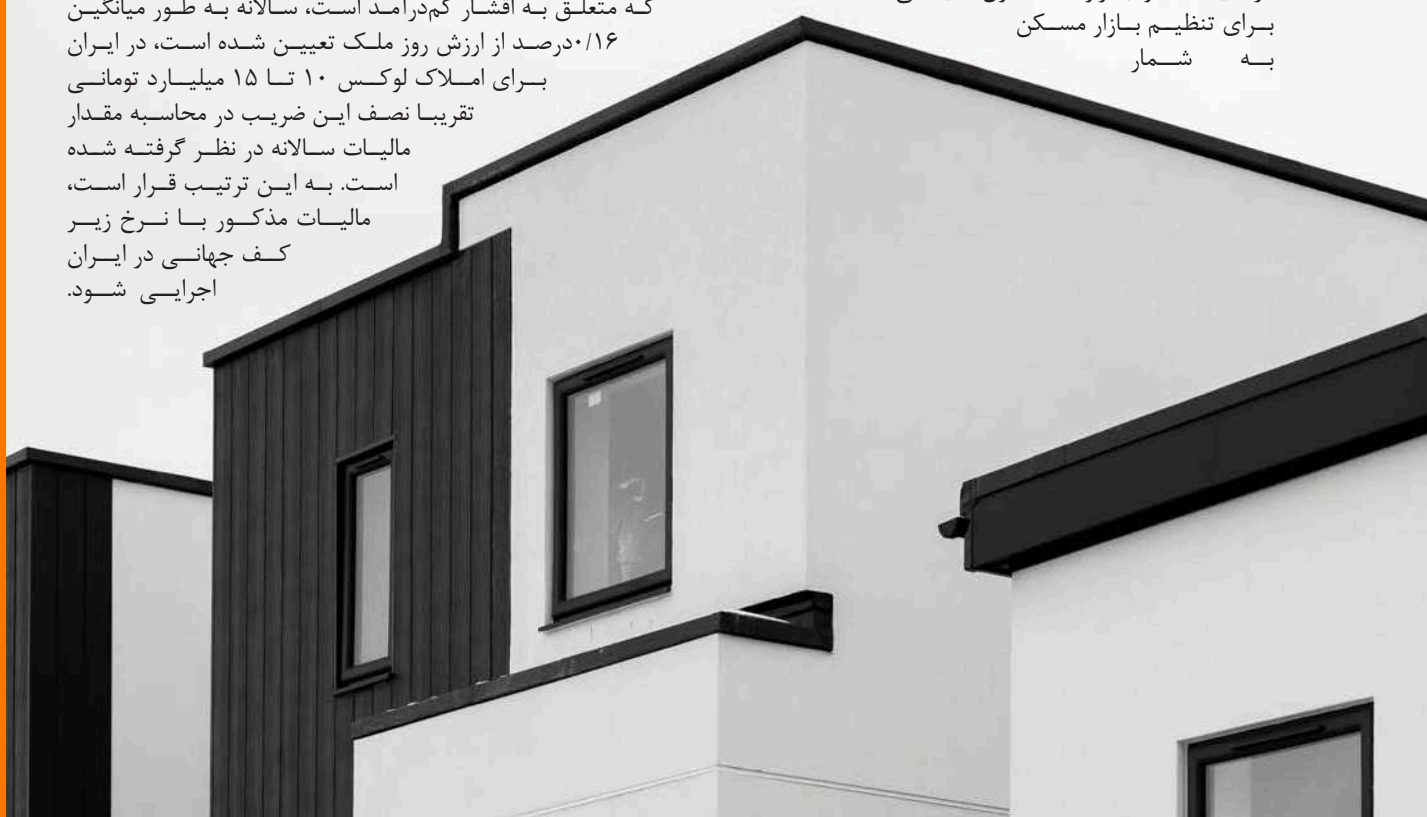 برای تنظیم بازار مسکن
به شمار
که متعلق به اقشار کم‌درآمد است، سالانه به طور میانگین
۰/۱۶درصد از ارزش روز ملک تعیین شده است، در ایران
برای املاک لوکس ۱۰ تا ۱۵ میلیارد تومانی
تقریبا نصف این ضریب در محاسبه مقدار
مالیات سالانه در نظر گرفته شده
است. به این ترتیب قرار است،
مالیات مذکور با نرخ زیر
کف جهانی در ایران
اجرایی شود.